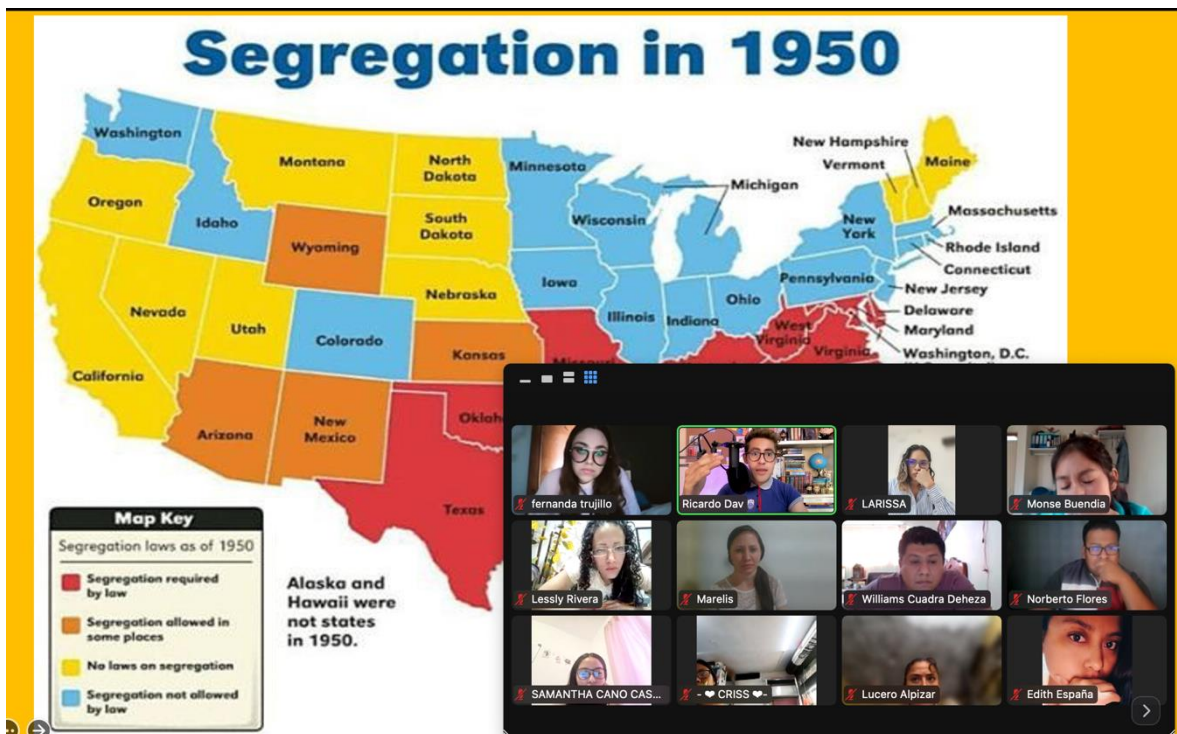 Segregation in 1950
Washington
Montana
North
Dakota
Minnesota
New Hampshire
Vermont
Maine
Michigan
Oregon
Idaho
South
Dakota
Wisconsin
New
York
Massachusetts
Wyoming
Rhode Island
Connecticut
Iowa
Pennsylvania
New Jersey
Nebraska
Ohio
Nevada
Illinois
Indiana
Delaware
Utah
Colorado
West
Virginia
Maryland
Kansas
Missouri
Virginia
Washington, D.C.
California
Arizona
New
Mexico
Texas
Map Key
Segregation laws as of 1950
Segregation required
by law
Segregation allowed in
some places
No laws on segregation
Segregation not allowed
by law
Alaska and
Hawaii were
not states
in 1950.
fernanda trujillo
Ricardo Dav
LARISSA
Monse Buendia
Lessly Rivera
Marelis
Williams Cuadra Deheza
Norberto Flores
SAMANTHA CANO CAS...
- ❤ CRISS ❤-
Lucero Alpizar
Edith España